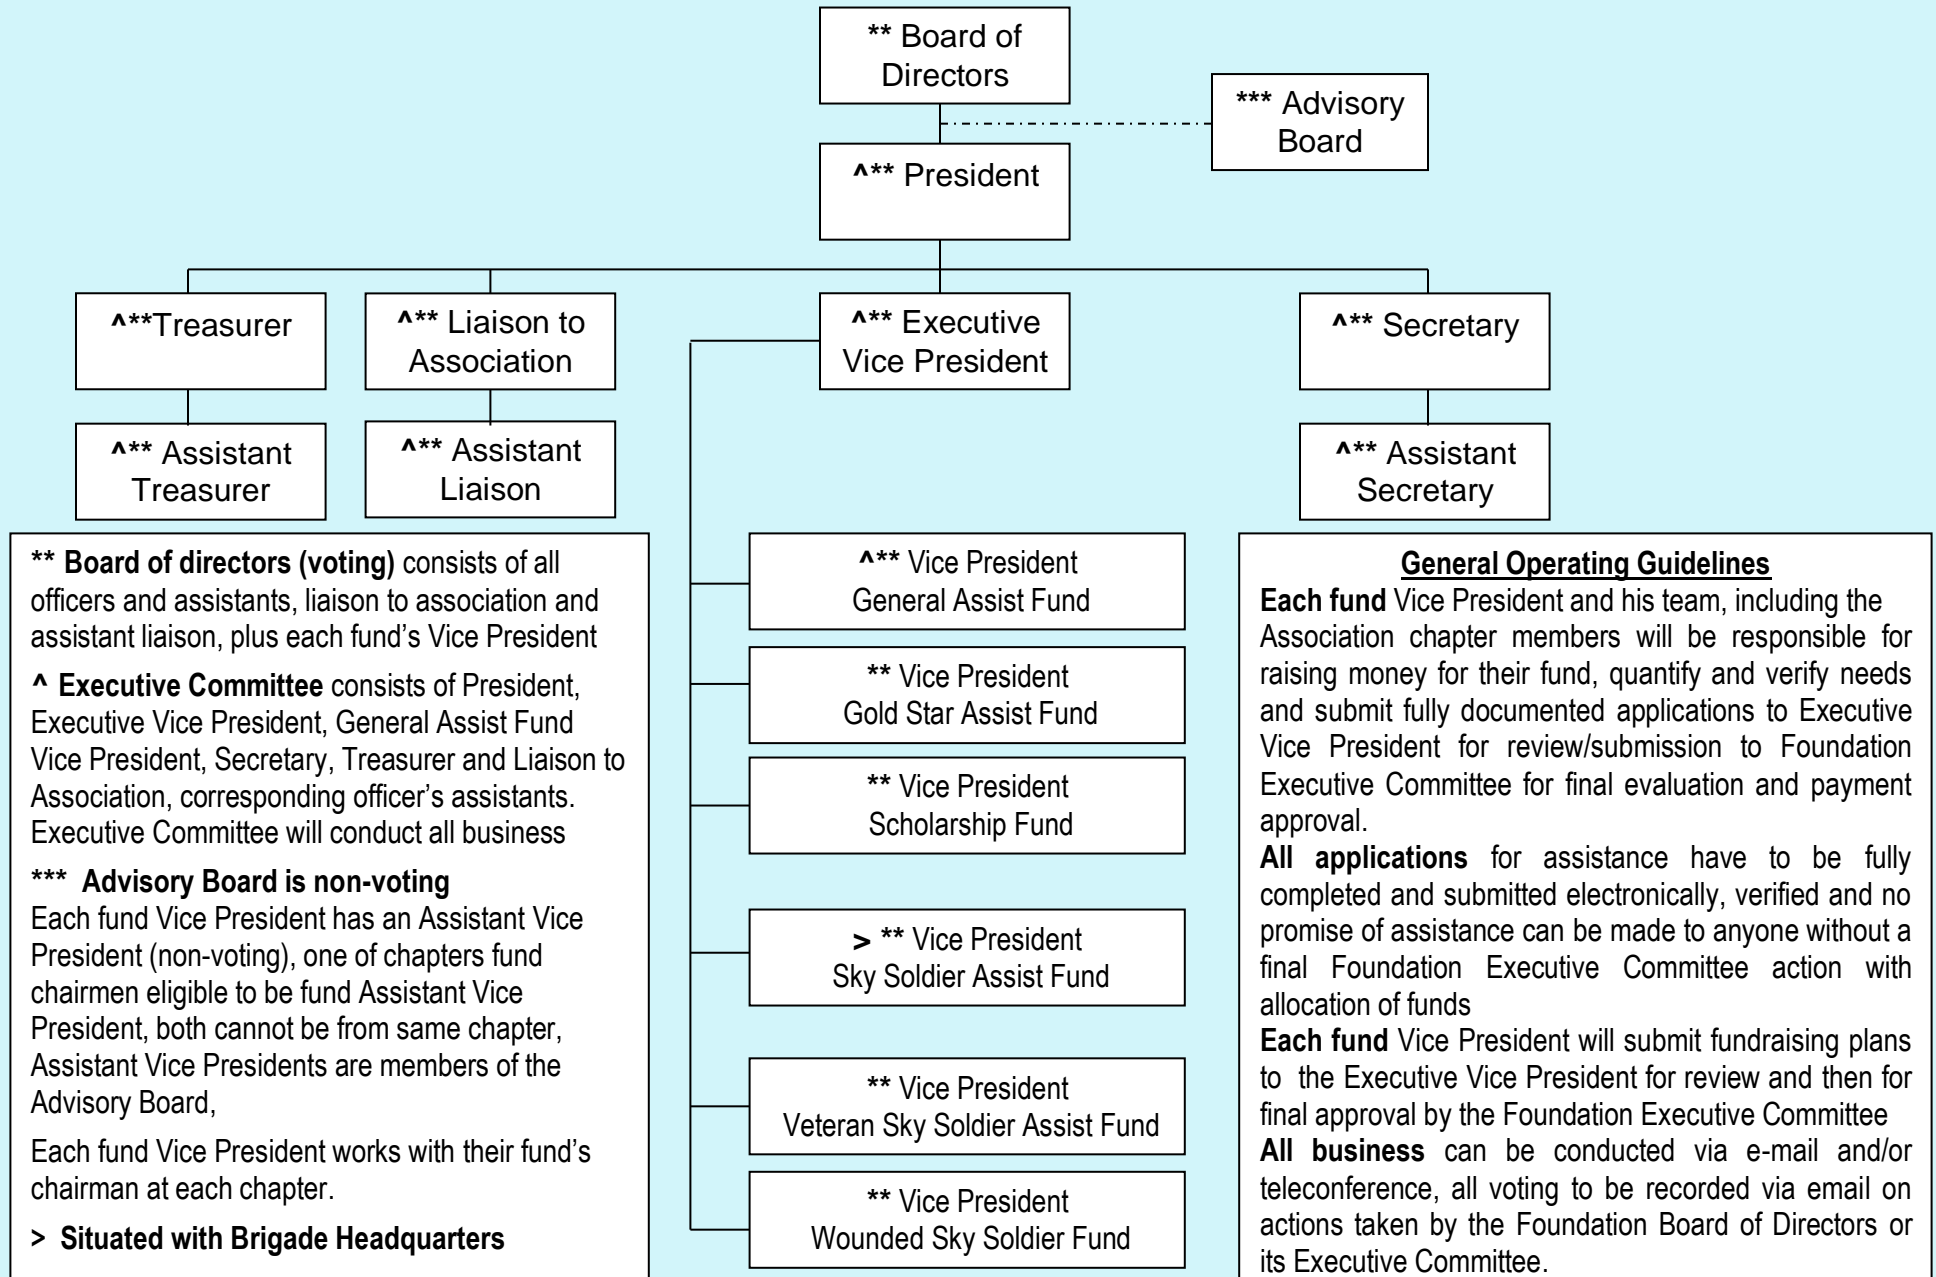 ** Board of
Directors
*** Advisory
Board
^** President
^**Treasurer
^** Liaison to
Association
^** Executive
Vice President
^** Secretary
^** Assistant
Treasurer
^** Assistant
Liaison
^** Assistant
Secretary
** Board of directors (voting) consists of all
officers and assistants, liaison to association and
assistant liaison, plus each fund’s Vice President
^ Executive Committee consists of President,
Executive Vice President, General Assist Fund
Vice President, Secretary, Treasurer and Liaison to
Association, corresponding officer’s assistants.
Executive Committee will conduct all business
*** Advisory Board is non-voting
Each fund Vice President has an Assistant Vice
President (non-voting), one of chapters fund
chairmen eligible to be fund Assistant Vice
President, both cannot be from same chapter,
Assistant Vice Presidents are members of the
Advisory Board,
Each fund Vice President works with their fund’s
chairman at each chapter.
> Situated with Brigade Headquarters
^** Vice President
General Assist Fund
** Vice President
Gold Star Assist Fund
** Vice President
Scholarship Fund
> ** Vice President
Sky Soldier Assist Fund
** Vice President
Veteran Sky Soldier Assist Fund
** Vice President
Wounded Sky Soldier Fund
General Operating Guidelines
Each fund Vice President and his team, including the
Association chapter members will be responsible for
raising money for their fund, quantify and verify needs
and submit fully documented applications to Executive
Vice President for review/submission to Foundation
Executive Committee for final evaluation and payment
approval.
All applications for assistance have to be fully
completed and submitted electronically, verified and no
promise of assistance can be made to anyone without a
final Foundation Executive Committee action with
allocation of funds
Each fund Vice President will submit fundraising plans
to the Executive Vice President for review and then for
final approval by the Foundation Executive Committee
All business can be conducted via e-mail and/or
teleconference, all voting to be recorded via email on
actions taken by the Foundation Board of Directors or
its Executive Committee.